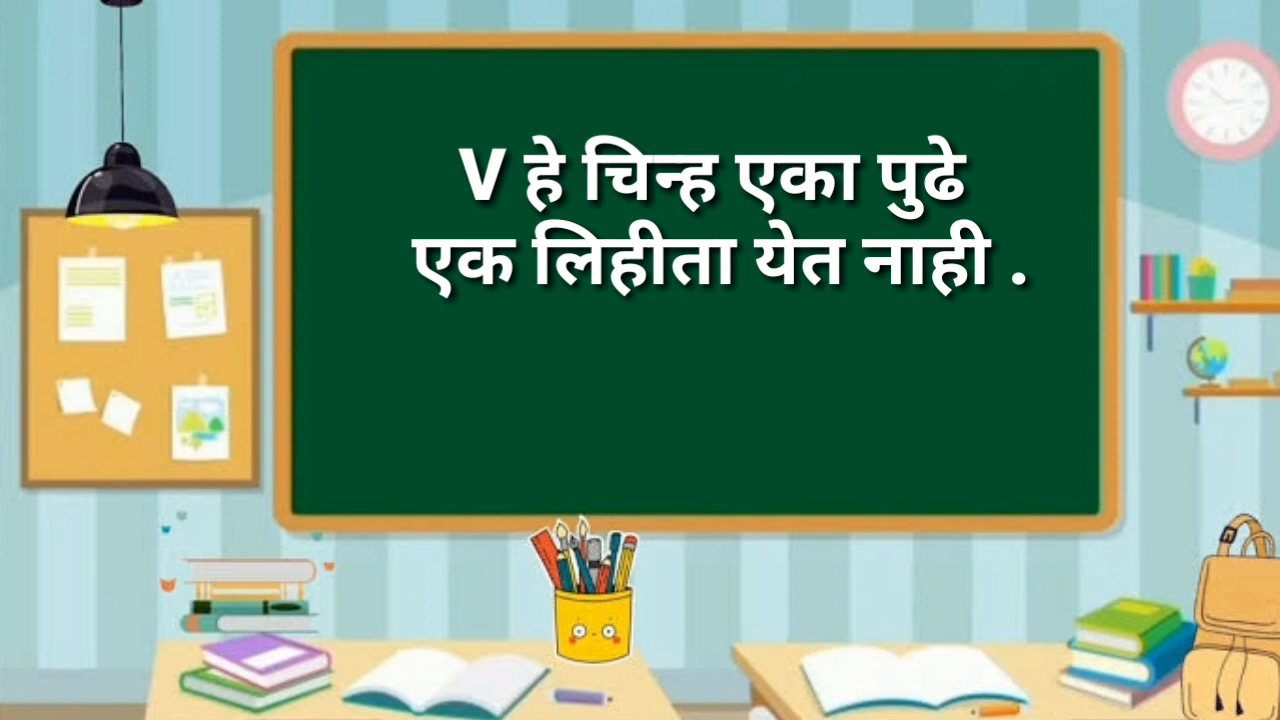 V हे चिन्ह एका पुढे
एक लिहीता येत नाही .